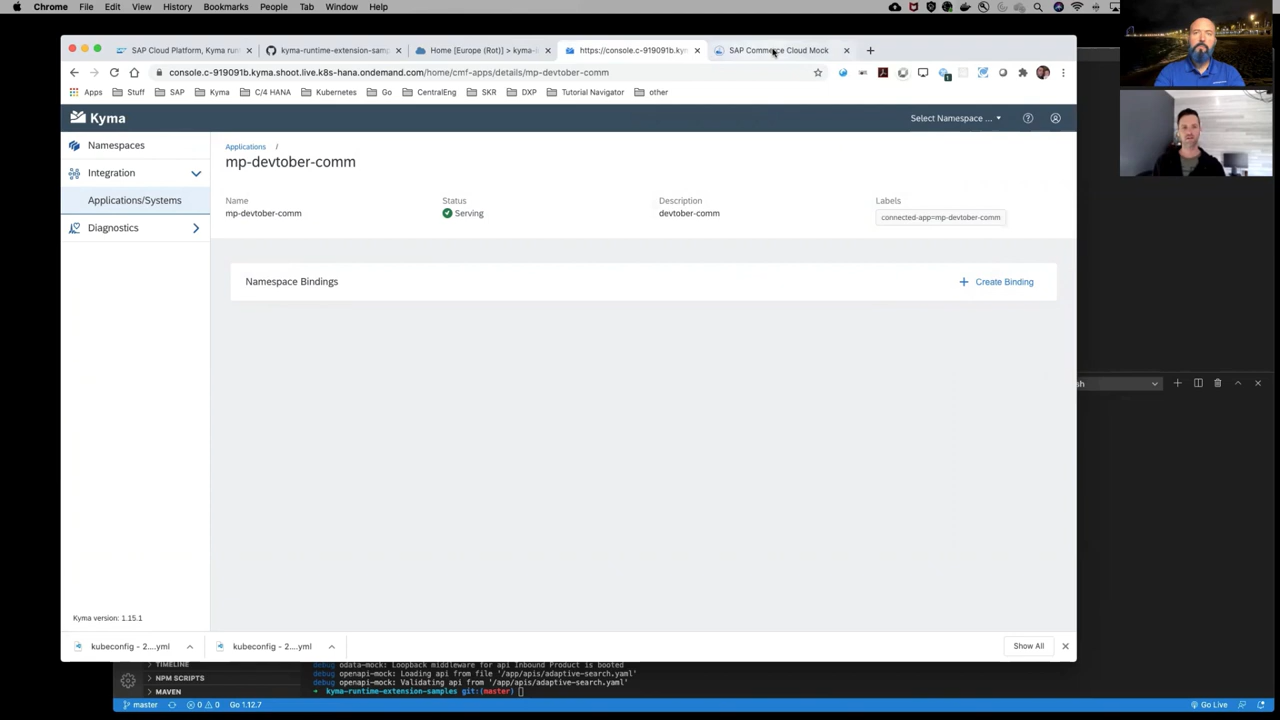 Chrome File Edit View History Bookmarks People Tab Window Help
SAP Cloud Platform, Kyma run
kyma-runtime-extension-samp
Home [Europe (Rot)] > kyma-
https://console.c-919091b.kym
SAP Commerce Cloud Mock
console.c-919091b.kyma.shoot.live.k8s-hana.ondemand.com/home/cmf-apps/details/mp-devtober-comm
Apps Stuff SAP Kyma C/4 HANA Kubernetes Go CentralEng SKR DXP Tutorial Navigator other
Kyma
Select Namespace ...
Namespaces
Integration
Applications/Systems
Diagnostics
Applications /
mp-devtober-comm
Name Status Description Labels
mp-devtober-comm Serving devtober-comm connected-app=mp-devtober-comm
Namespace Bindings
+ Create Binding
Kyma version: 1.15.1
kubeconfig - 2....yml
kubeconfig - 2....yml
Show All
TIMELINE
NPM SCRIPTS
MAVEN
debug odata-mock: Loopback middleware for api Inbound Product is booted
debug openapi-mock: Loading api from file '/app/apis/adaptive-search.yaml'
debug openapi-mock: Validating api from '/app/apis/adaptive-search.yaml'
kyma-runtime-extension-samples git:(master)
master 0 0 Go 1.12.7
Go Live